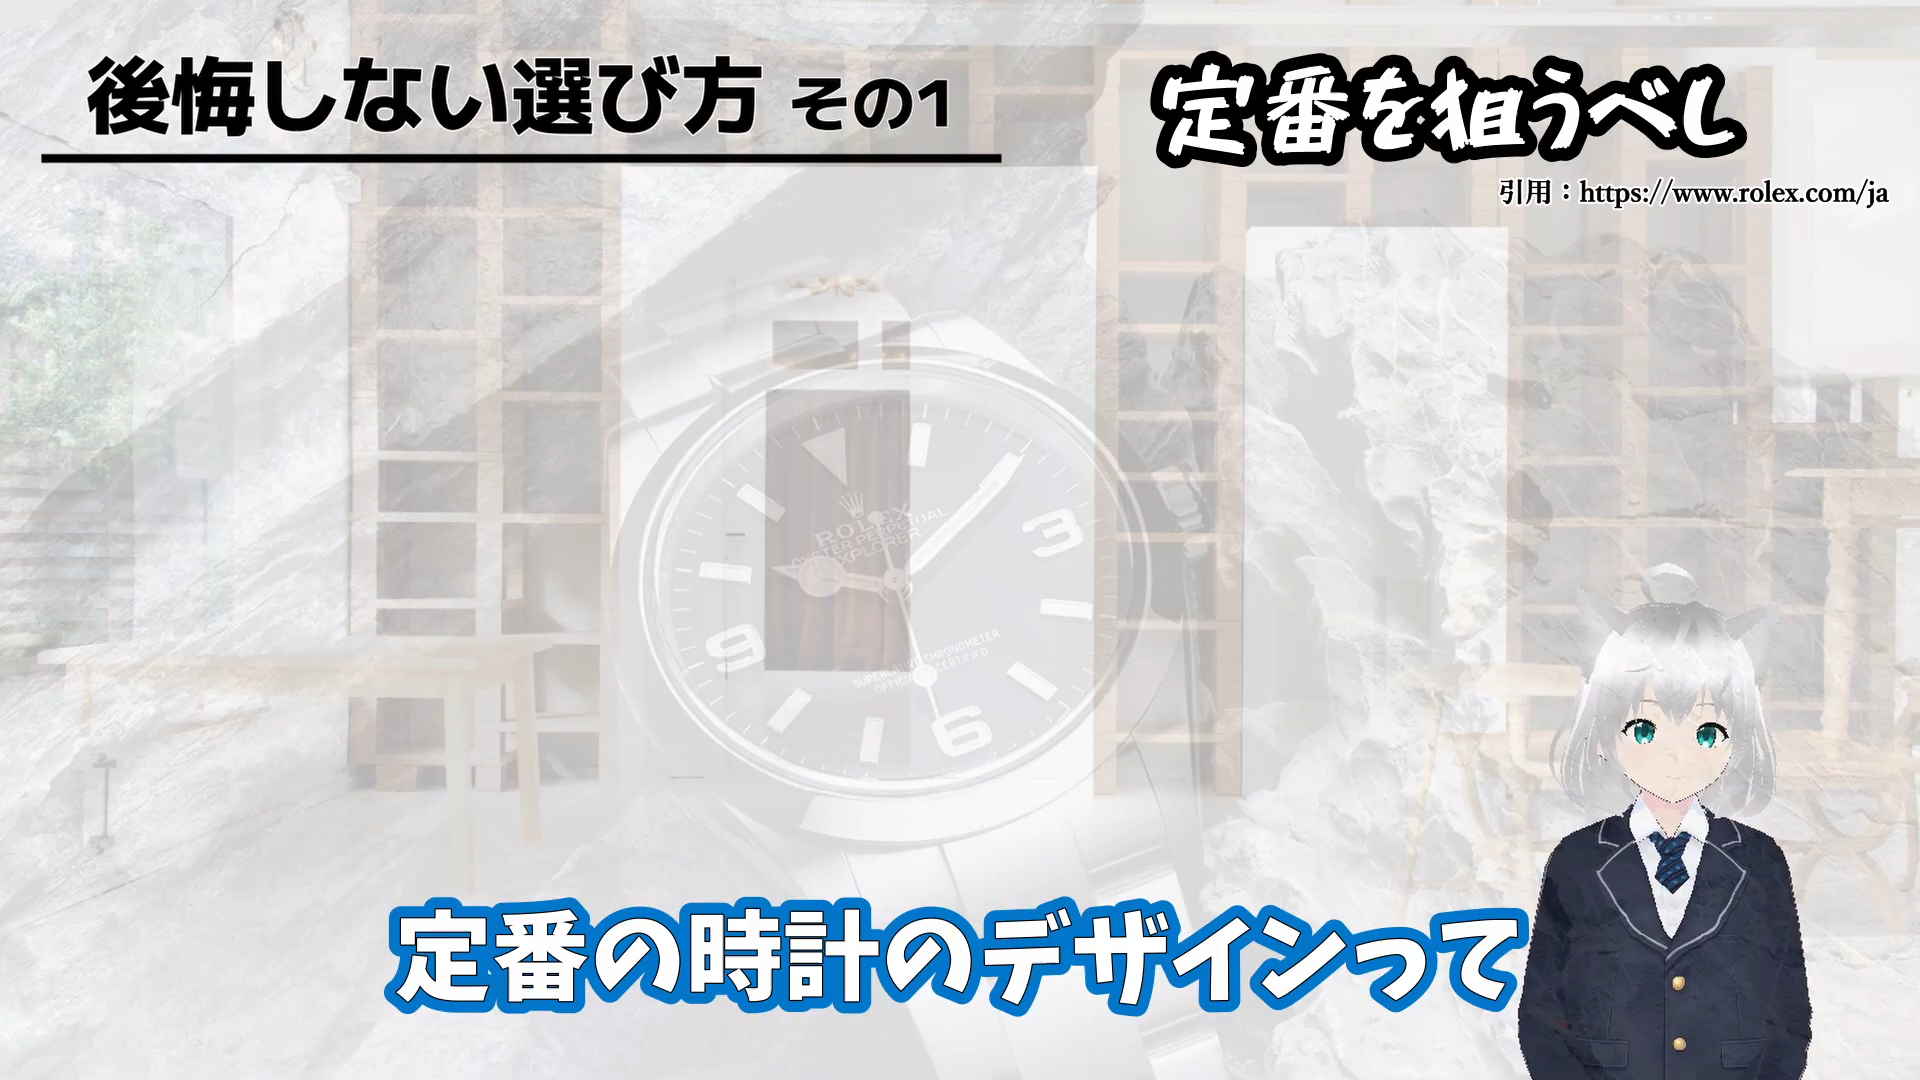 後悔しない選び方 その1
定番を狙うべし
引用：https://www.rolex.com/ja
ROLEX
OYSTER PERPETUAL
EXPLORER
3
9
6
SUPERLATIVE CHRONOMETER
OFFICIALLY CERTIFIED
定番の時計のデザインって